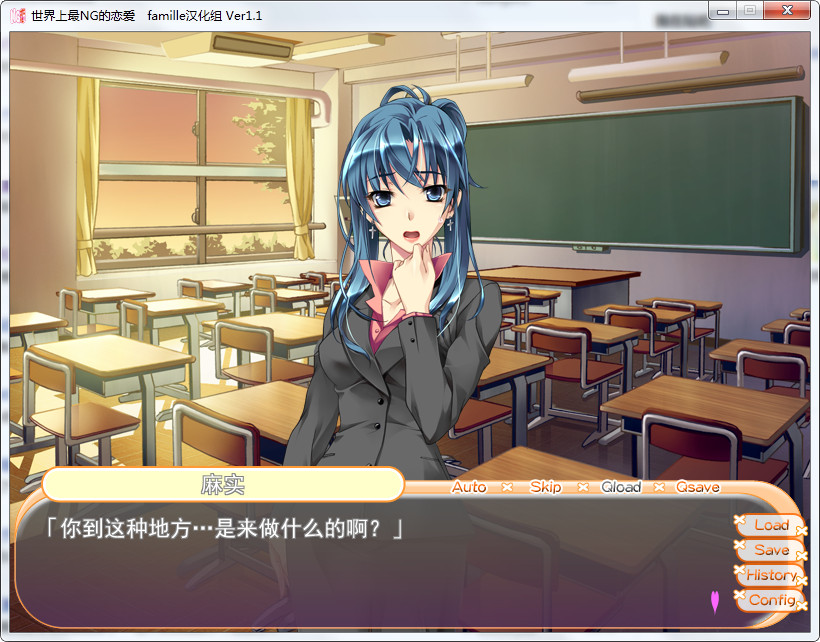 世界上最NG的恋爱 famille汉化组 Ver1.1
麻实
Auto × Skip × Qload × Qsave
「你到这种地方…是来做什么的啊？」
Load
Save
History
Config